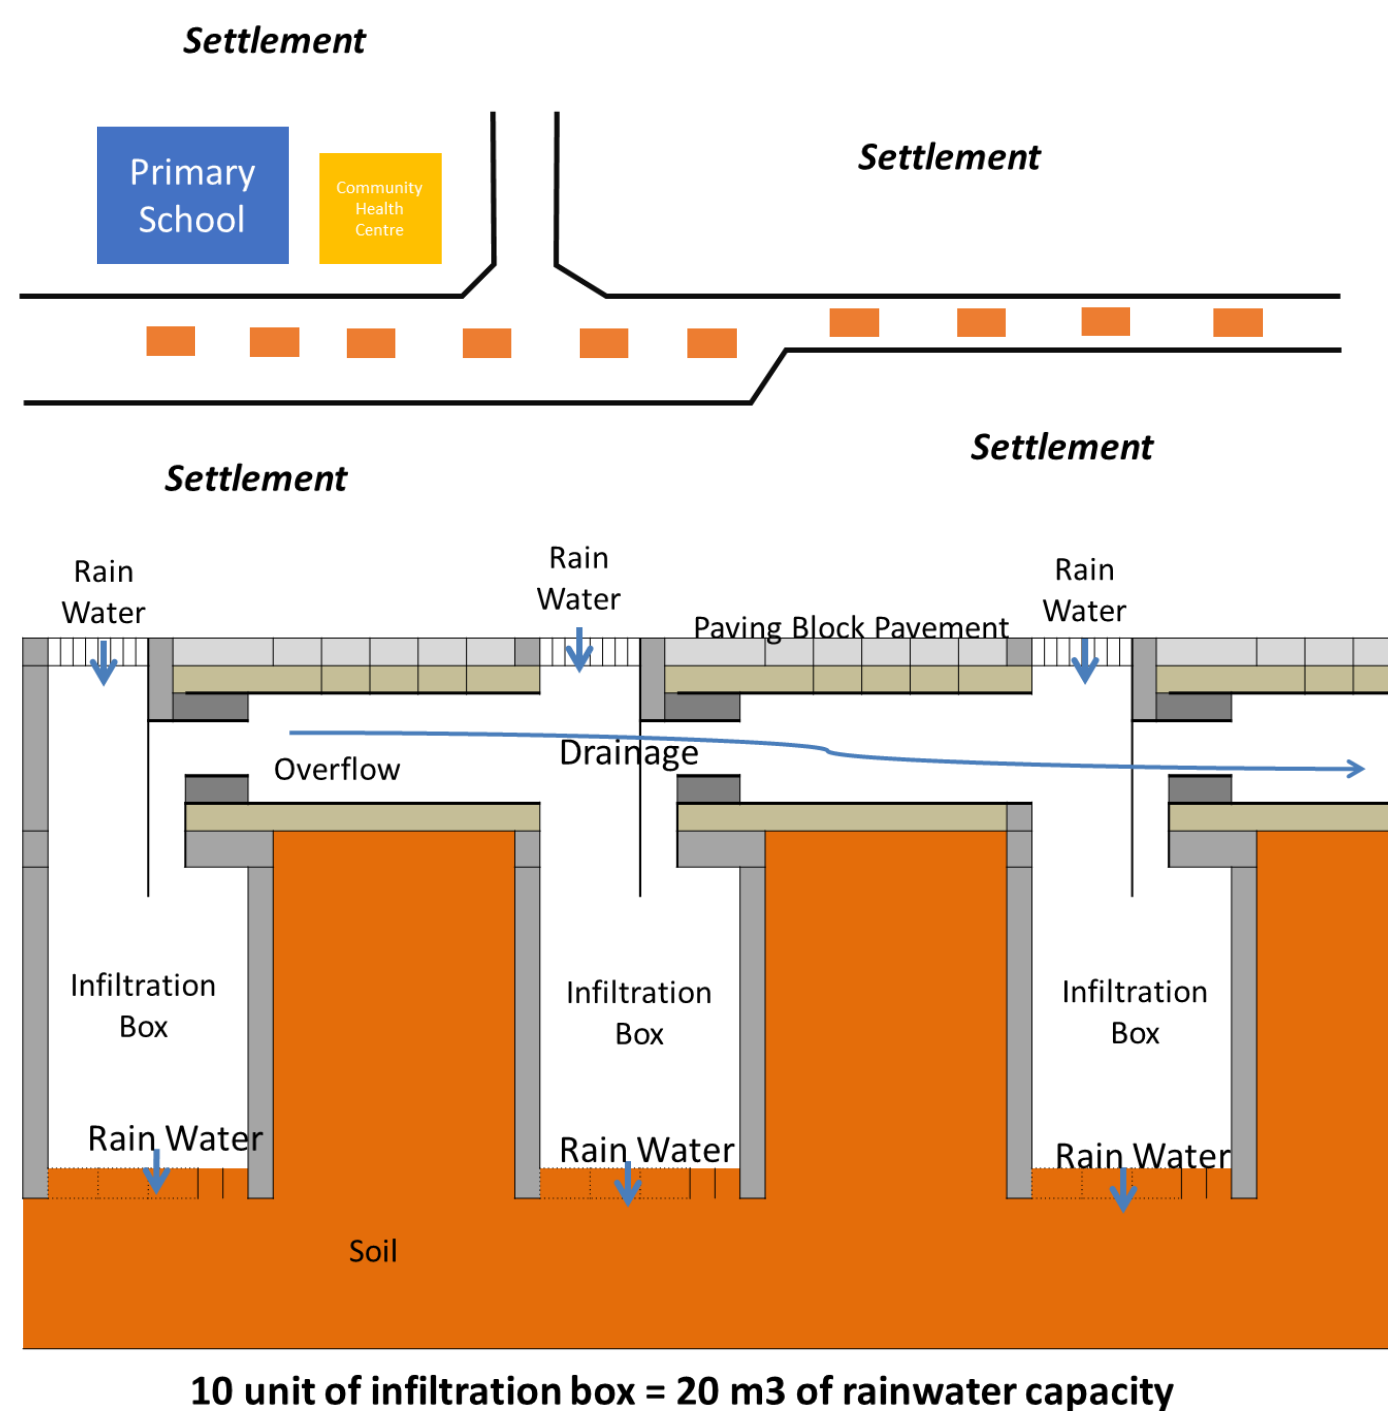 Settlement
Primary
School
Community
Health
Centre
Settlement
Settlement
Settlement
Rain
Water
Rain
Water
Rain
Water
Paving Block Pavement
Drainage
Overflow
Infiltration
Box
Infiltration
Box
Infiltration
Box
Rain Water
Rain Water
Rain Water
Soil
10 unit of infiltration box = 20 m3 of rainwater capacity